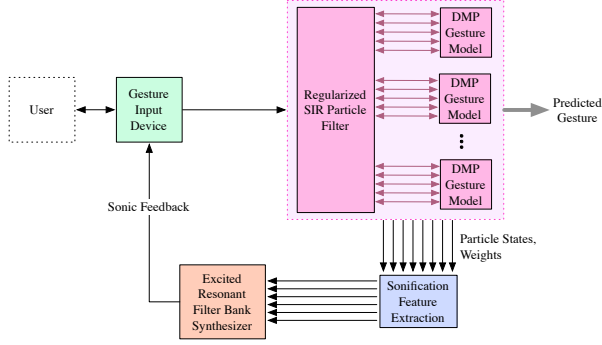 User
Gesture
Input
Device
Regularized
SIR Particle
Filter
DMP
Gesture
Model
DMP
Gesture
Model
DMP
Gesture
Model
Predicted
Gesture
Sonic Feedback
Particle States,
Weights
Excited
Resonant
Filter Bank
Synthesizer
Sonification
Feature
Extraction